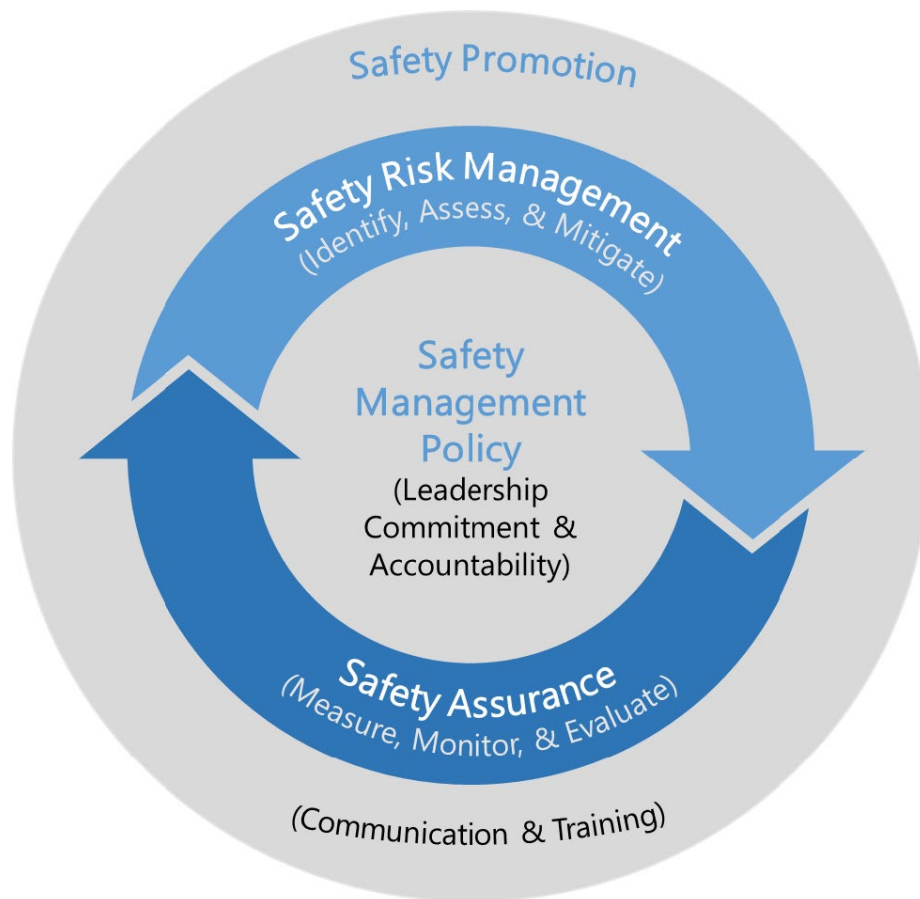 Safety Promotion
Safety Risk Management
(Identify, Assess, & Mitigate)
Safety
Management
Policy
(Leadership
Commitment &
Accountability)
Safety Assurance
(Measure, Monitor, & Evaluate)
(Communication & Training)